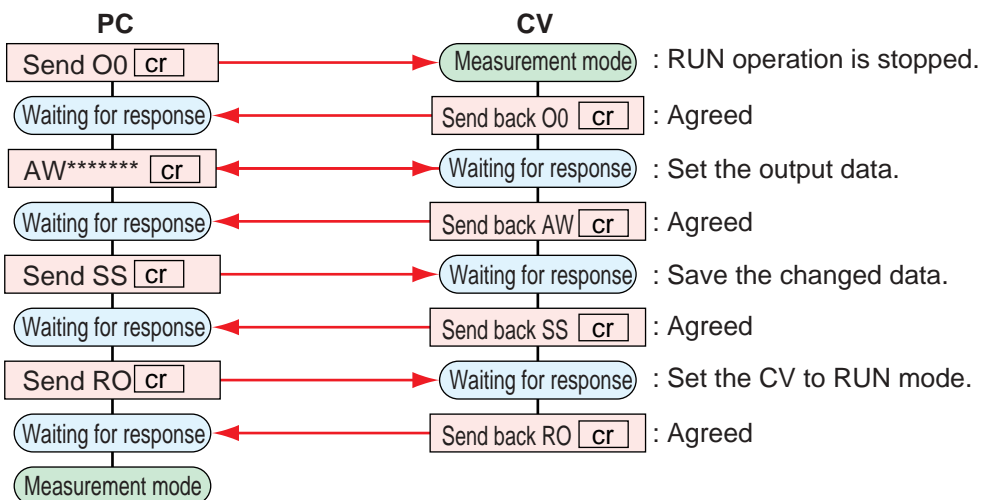 PC CV
Send O0 cr Measurement mode : RUN operation is stopped.
Waiting for response Send back O0 cr : Agreed
AW******* cr Waiting for response : Set the output data.
Waiting for response Send back AW cr : Agreed
Send SS cr Waiting for response : Save the changed data.
Waiting for response Send back SS cr : Agreed
Send RO cr Waiting for response : Set the CV to RUN mode.
Waiting for response Send back RO cr : Agreed
Measurement mode